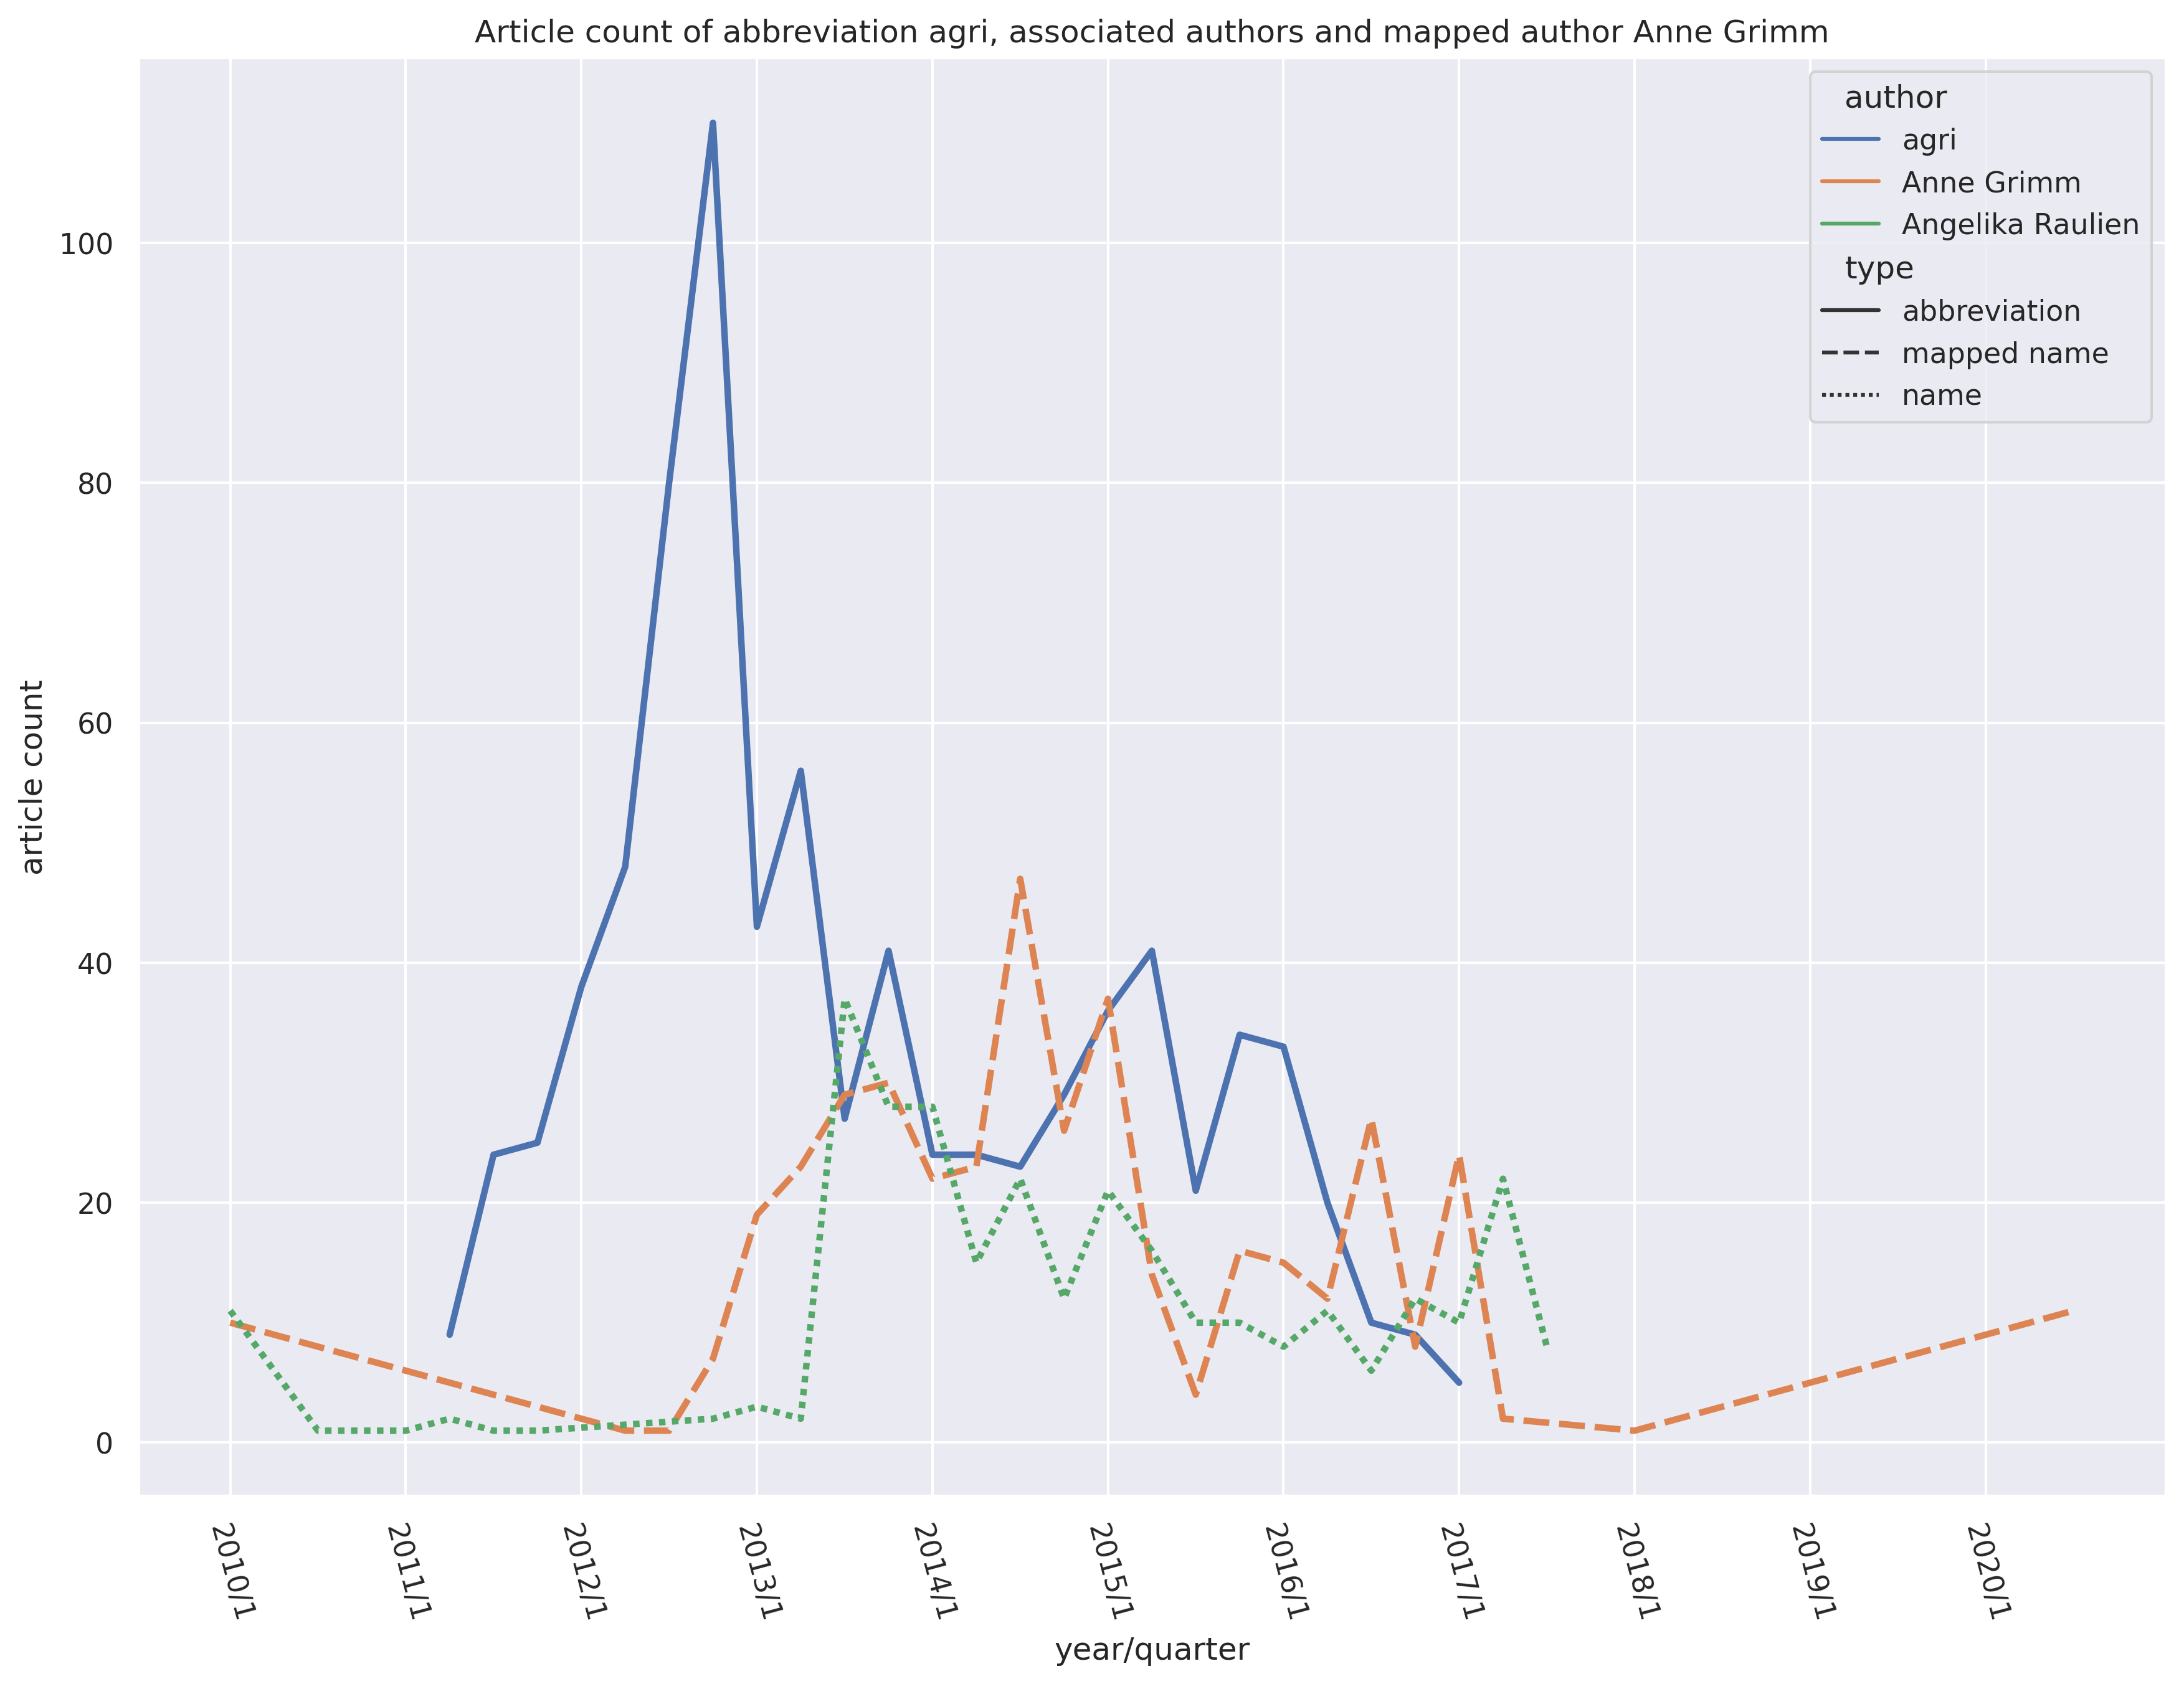 Article count of abbreviation agri, associated authors and mapped author Anne Grimm
author
agri
Anne Grimm
Angelika Raulien
type
abbreviation
mapped name
name
article count
100
80
60
40
20
0
2010/1
2011/1
2012/1
2013/1
2014/1
2015/1
2016/1
2017/1
2018/1
2019/1
2020/1
year/quarter